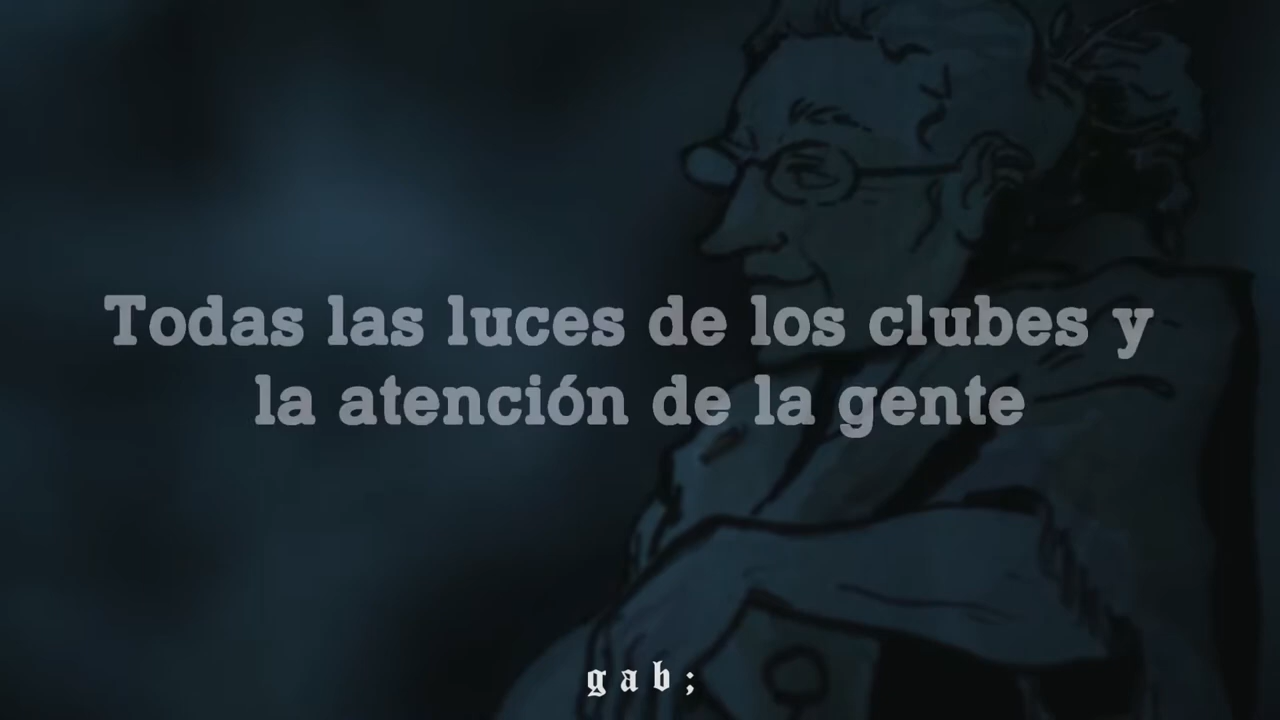 Todas las luces de los clubes y
la atención de la gente
gab;